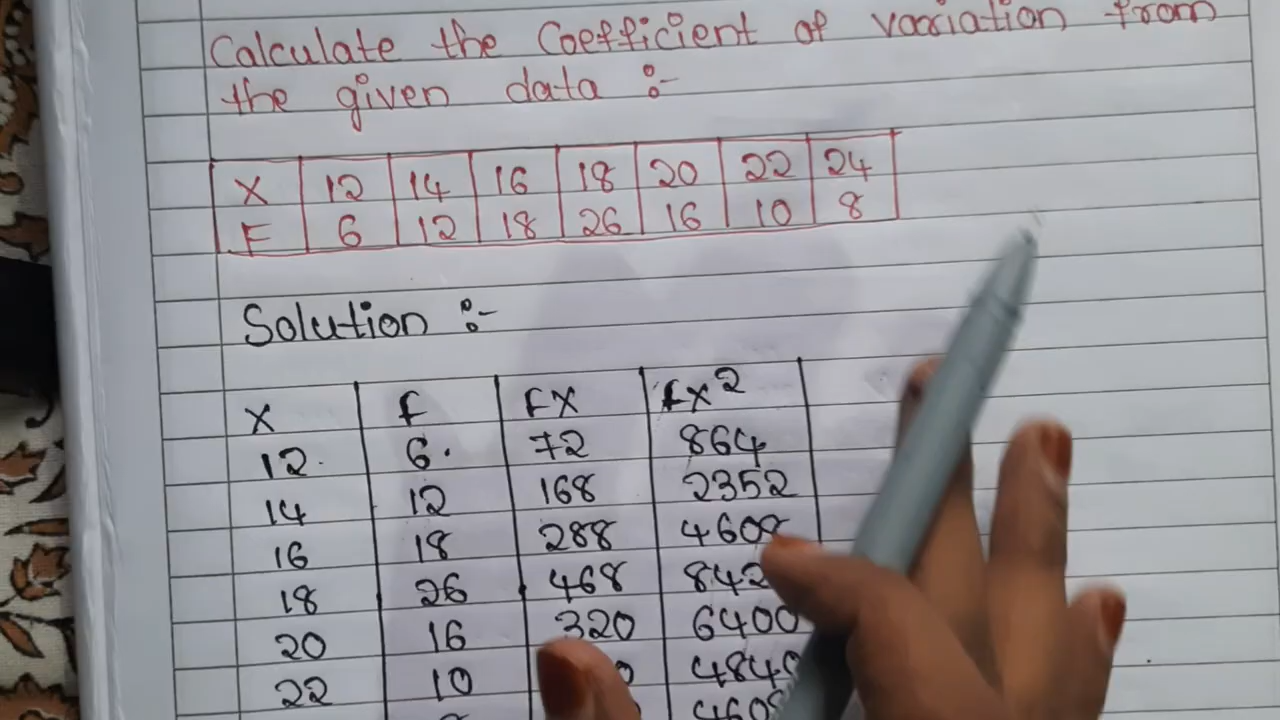 Calculate the Coefficient of variation from
the given data :-
X 12 14 16 18 20 22 24
F 6 12 18 26 16 10 8
Solution :-
X F FX FX2
12 6 72 864
14 12 168 2352
16 18 288 4608
18 26 468
20 16 320 6400
22 10